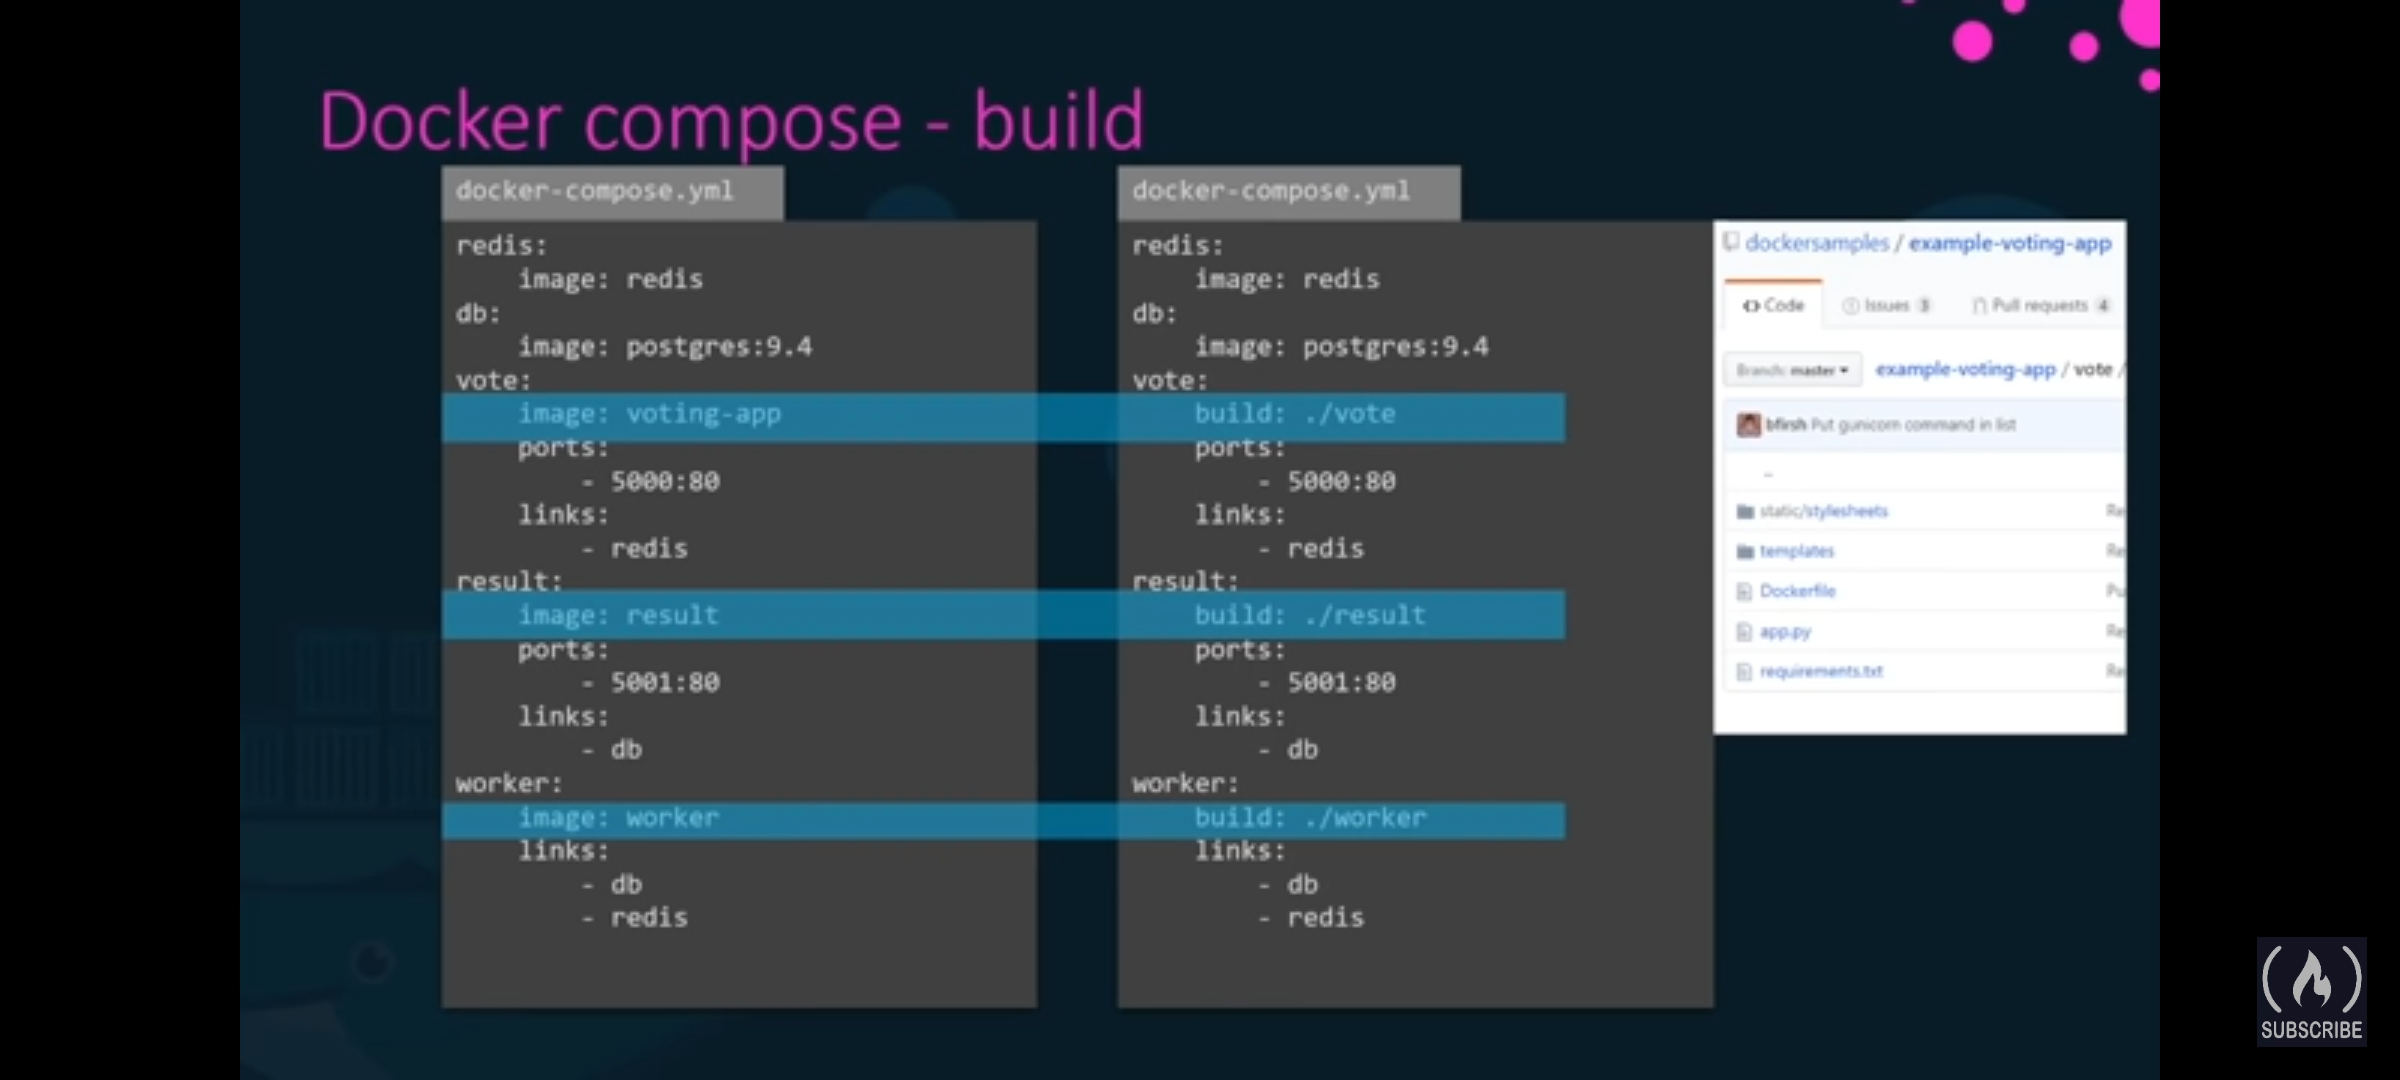 Docker compose - build
docker-compose.yml
redis:
    image: redis
db:
    image: postgres:9.4
vote:
    image: voting-app
    ports:
        - 5000:80
    links:
        - redis
result:
    image: result
    ports:
        - 5001:80
    links:
        - db
worker:
    image: worker
    links:
        - db
        - redis
docker-compose.yml
redis:
    image: redis
db:
    image: postgres:9.4
vote:
    build: ./vote
    ports:
        - 5000:80
    links:
        - redis
result:
    build: ./result
    ports:
        - 5001:80
    links:
        - db
worker:
    build: ./worker
    links:
        - db
        - redis
dockersamples / example-voting-app
Code Issues 3 Pull requests 4
Branch: master example-voting-app / vote /
bfirsh Put gunicorn command in list
..
static/stylesheets Re
templates Re
Dockerfile Pu
app.py Re
requirements.txt Re
SUBSCRIBE